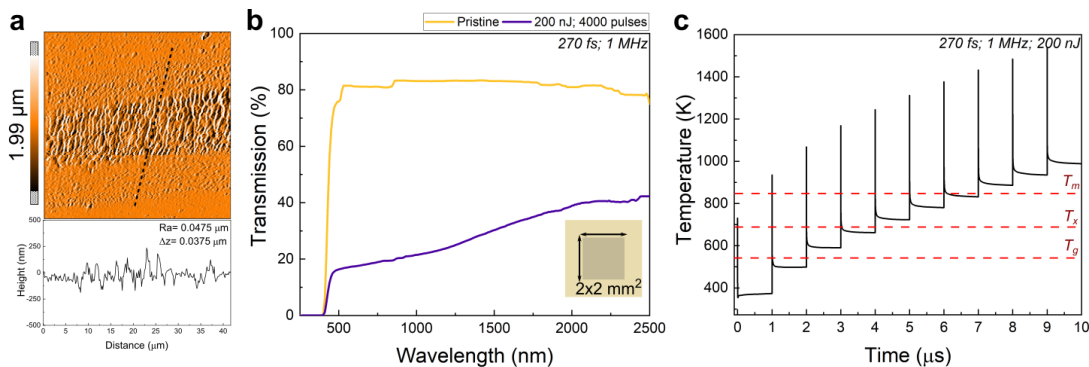 a
1.99 μm
500
250
0
-250
-500
Height (nm)
Ra= 0.0475 μm
Δz= 0.0375 μm
0 5 10 15 20 25 30 35 40
Distance (μm)
b
Pristine 200 nJ; 4000 pulses
270 fs; 1 MHz
100
80
60
40
20
0
Transmission (%)
2x2 mm²
500 1000 1500 2000 2500
Wavelength (nm)
c
270 fs; 1 MHz; 200 nJ
1600
1400
1200
1000
800
600
400
Temperature (K)
Tm
Tx
Tg
0 1 2 3 4 5 6 7 8 9 10
Time (μs)